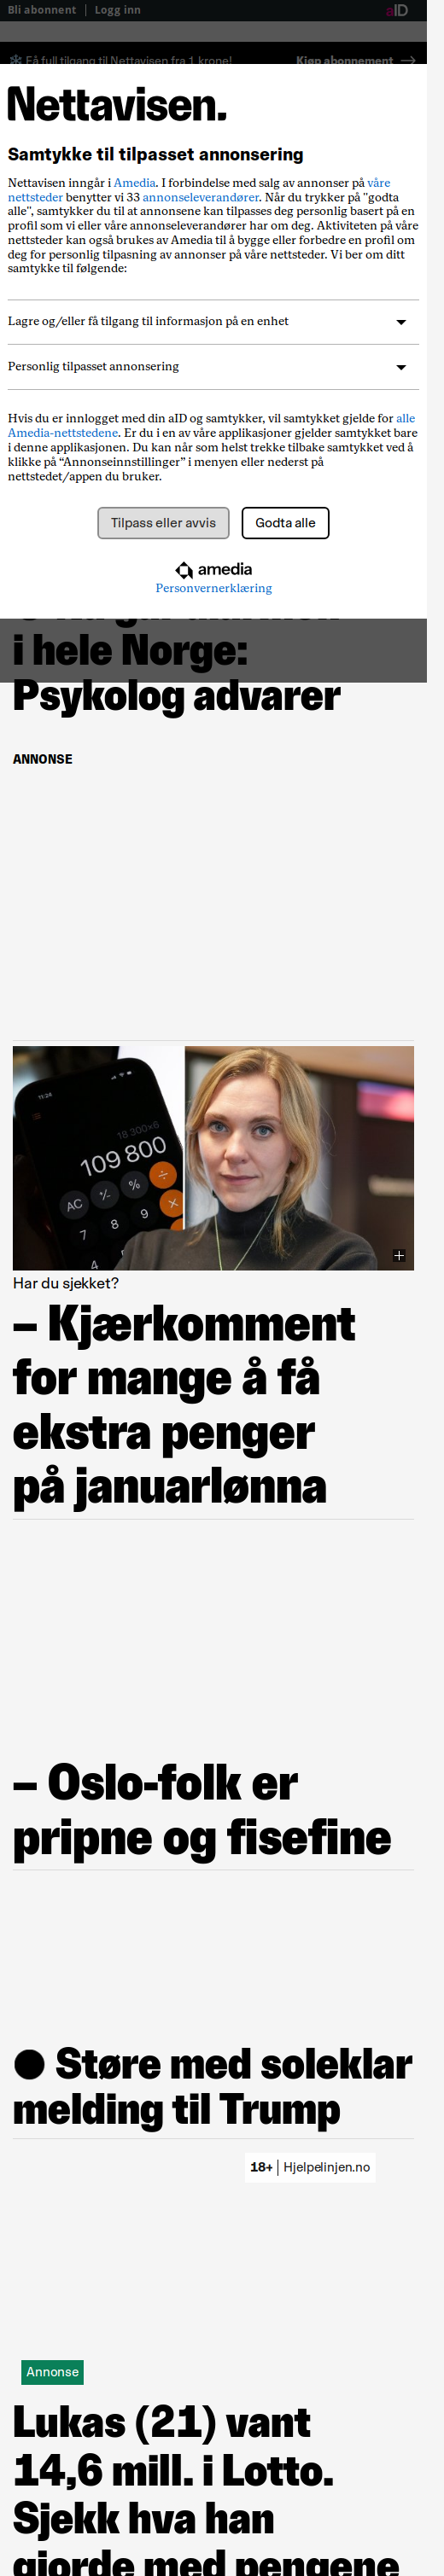 Bli abonnent | Logg inn
aID
Få full tilgang til Nettavisen fra 1 krone!
Kjøp abonnement →
Nettavisen.
Samtykke til tilpasset annonsering
Nettavisen inngår i Amedia. I forbindelse med salg av annonser på våre
nettsteder benytter vi 33 annonseleverandører. Når du trykker på "godta
alle", samtykker du til at annonsene kan tilpasses deg personlig basert på en
profil som vi eller våre annonseleverandører har om deg. Aktiviteten på våre
nettsteder kan også brukes av Amedia til å bygge eller forbedre en profil om
deg for personlig tilpasning av annonser på våre nettsteder. Vi ber om ditt
samtykke til følgende:
Lagre og/eller få tilgang til informasjon på en enhet
Personlig tilpasset annonsering
Hvis du er innlogget med din aID og samtykker, vil samtykket gjelde for alle
Amedia-nettstedene. Er du i en av våre applikasjoner gjelder samtykket bare
i denne applikasjonen. Du kan når som helst trekke tilbake samtykket ved å
klikke på “Annonseinnstillinger” i menyen eller nederst på
nettstedet/appen du bruker.
Tilpass eller avvis
Godta alle
amedia
Personvernerklæring
i hele Norge:
Psykolog advarer
ANNONSE
11:24
18 300×6
109 800
AC +/- % ÷
7 8 9 ×
4
Har du sjekket?
– Kjærkomment
for mange å få
ekstra penger
på januarlønna
– Oslo-folk er
pripne og fisefine
● Støre med soleklar
melding til Trump
18+ | Hjelpelinjen.no
Annonse
Lukas (21) vant
14,6 mill. i Lotto.
Sjekk hva han
gjorde med pengene